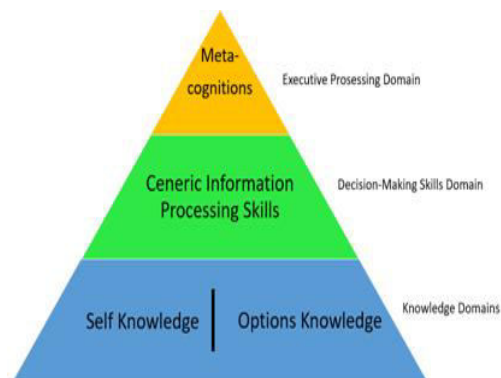 Meta-
cognitions
Executive Prosessing Domain
Ceneric Information
Processing Skills
Decision-Making Skills Domain
Self Knowledge
Options Knowledge
Knowledge Domains